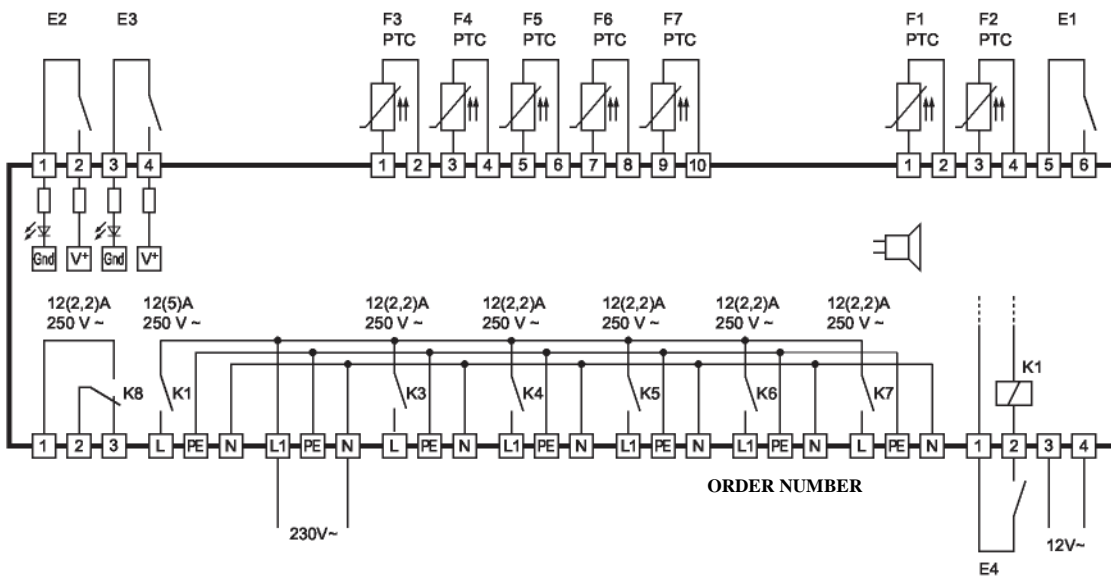 E2 E3 F3 F4 F5 F6 F7 F1 F2 E1
PTC PTC PTC PTC PTC PTC PTC
1 2 3 4 1 2 3 4 5 6 7 8 9 10 1 2 3 4 5 6
Gnd V+ Gnd V+
12(2,2)A 12(5)A 12(2,2)A 12(2,2)A 12(2,2)A 12(2,2)A 12(2,2)A
250 V ~ 250 V ~ 250 V ~ 250 V ~ 250 V ~ 250 V ~ 250 V ~
K8 K1 K3 K4 K5 K6 K7 K1
1 2 3 L PE N L1 PE N L PE N L1 PE N L1 PE N L1 PE N L PE N 1 2 3 4
ORDER NUMBER
230V~ 12V~
E4